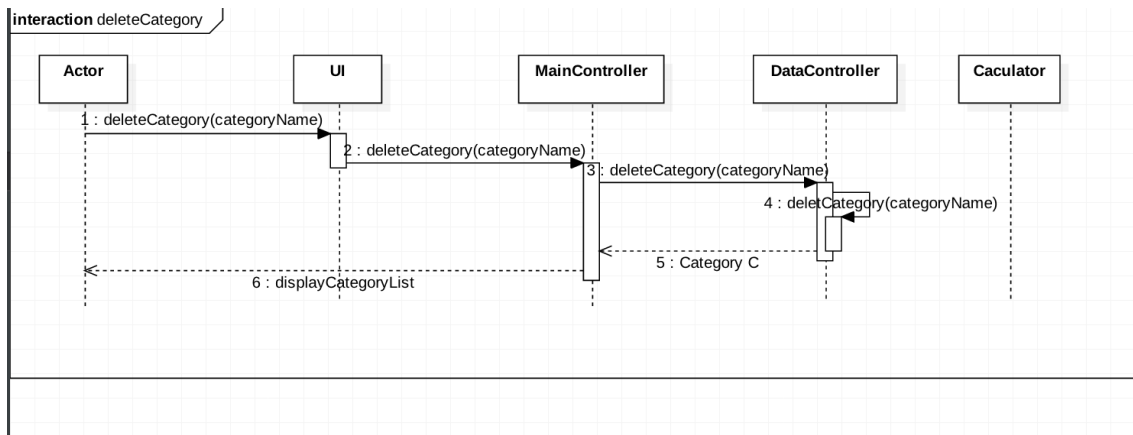 interaction deleteCategory
Actor
UI
MainController
DataController
Caculator
1 : deleteCategory(categoryName)
2 : deleteCategory(categoryName)
3 : deleteCategory(categoryName)
4 : deletCategory(categoryName)
5 : Category C
6 : displayCategoryList